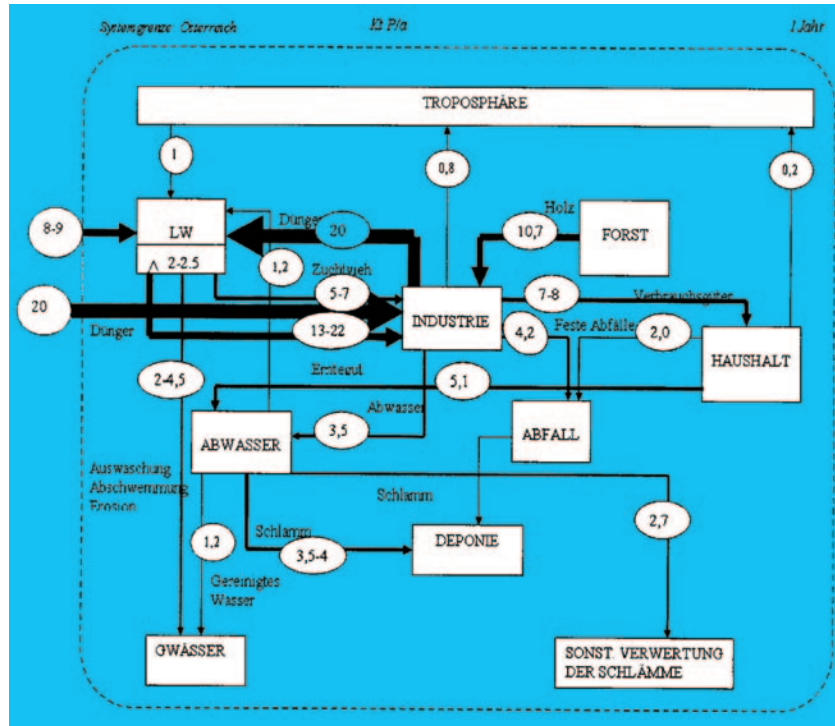 Systemgrenze Österreich Kt P/a 1 Jahr
TROPOSPHÄRE
1
0,8
0,2
8-9
LW
2-2.5
Dünger
20
1,2
Zuchtvieh
5-7
Holz
10,7
FORST
20
Dünger
13-22
INDUSTRIE
7-8
Verbrauchsgüter
4,2
Feste Abfälle
2,0
HAUSHALT
2-4,5
Erntegut
5,1
Abwasser
3,5
ABWASSER
ABFALL
Auswaschung
Abschwemmung
Erosion
Schlamm
1,2
Schlamm
3,5-4
DEPONIE
2,7
Gereinigtes
Wasser
GWÄSSER
SONST. VERWERTUNG
DER SCHLÄMME